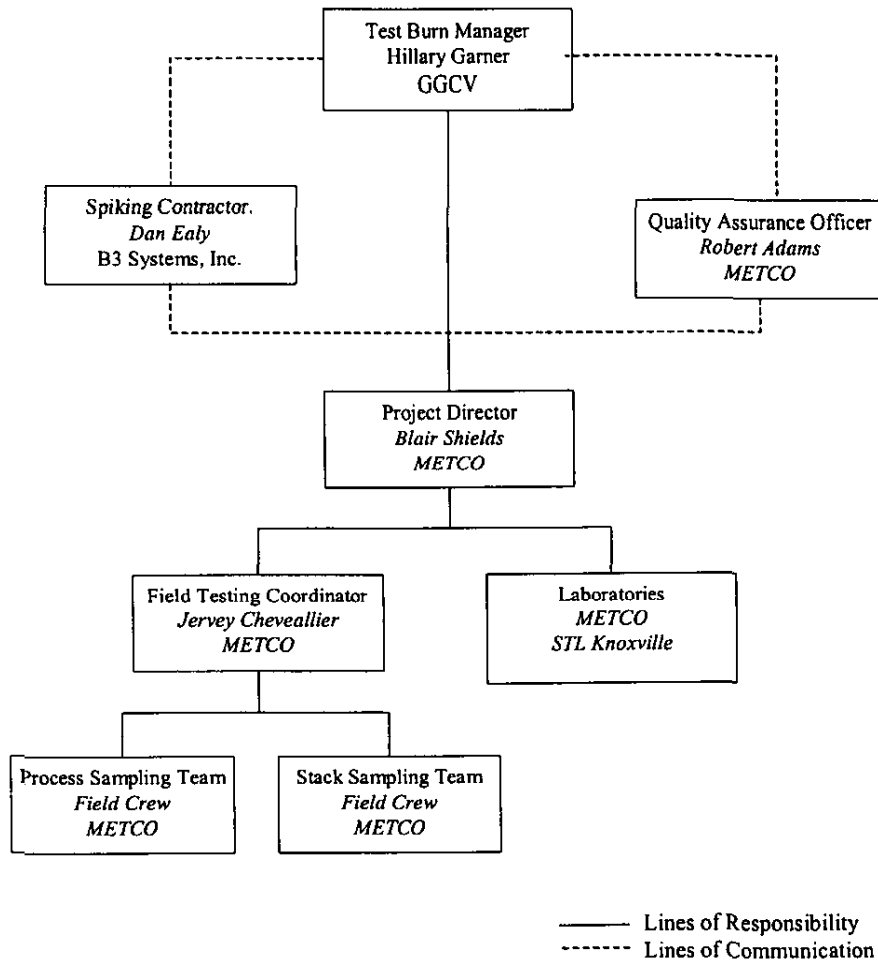 Test Burn Manager
Hillary Garner
GGCV
Spiking Contractor.
Dan Ealy
B3 Systems, Inc.
Quality Assurance Officer
Robert Adams
METCO
Project Director
Blair Shields
METCO
Field Testing Coordinator
Jervey Cheveallier
METCO
Laboratories
METCO
STL Knoxville
Process Sampling Team
Field Crew
METCO
Stack Sampling Team
Field Crew
METCO
Lines of Responsibility
Lines of Communication